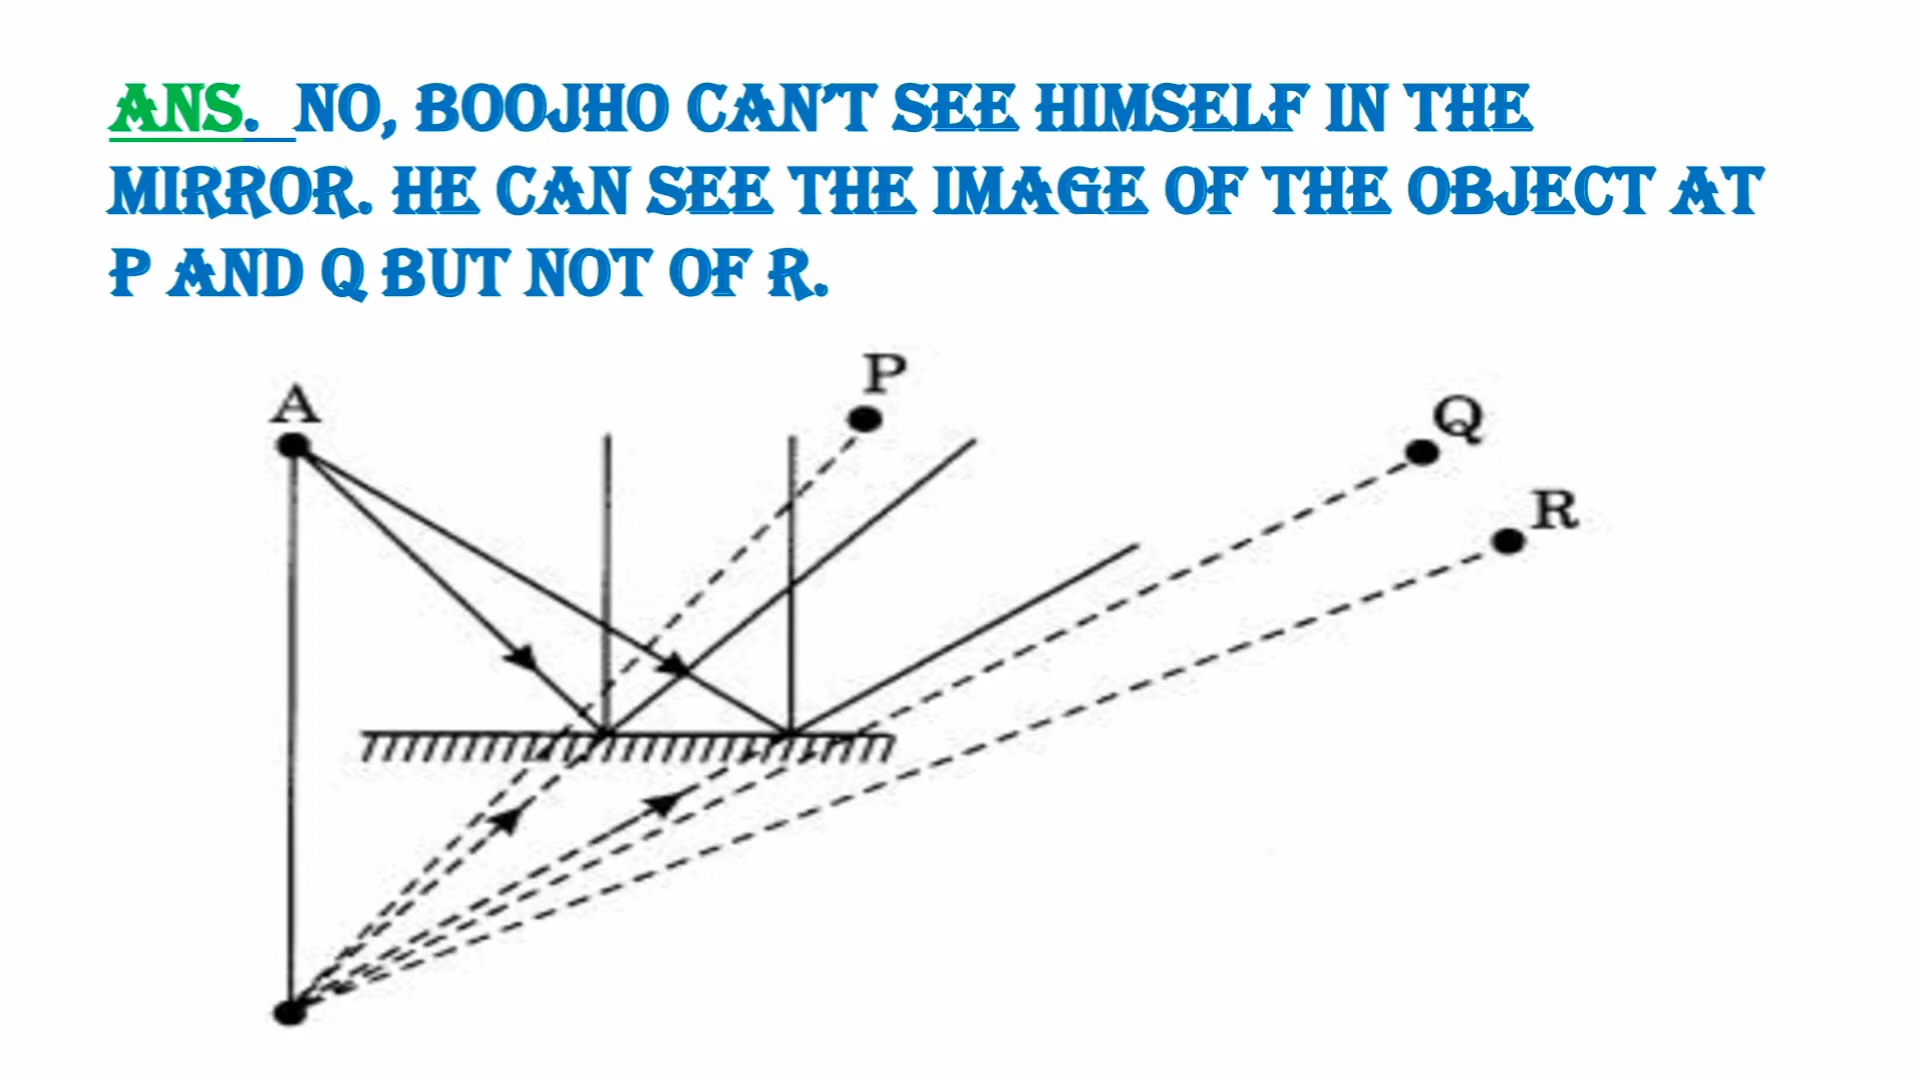 ANS. NO, BOOJHO CAN'T SEE HIMSELF IN THE
MIRROR. HE CAN SEE THE IMAGE OF THE OBJECT AT
P AND Q BUT NOT OF R.
P
A
Q
R